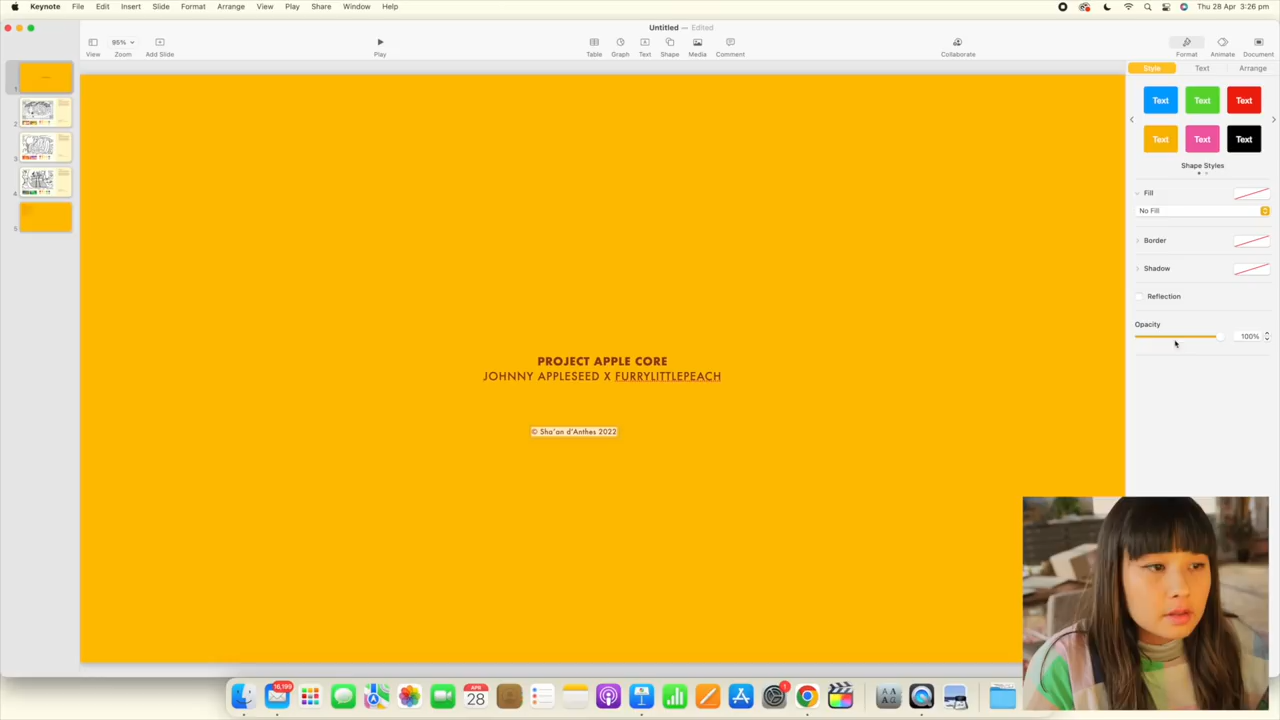 Keynote File Edit Insert Slide Format Arrange View Play Share Window Help Thu 28 Apr 3:26 pm
Untitled — Edited
95%
View Zoom Add Slide Play Table Graph Text Shape Media Comment Collaborate Format Animate Document
Style Text Arrange
1
2
3
4
5
Text Text Text
Text Text Text
Shape Styles
Fill
No Fill
Border
Shadow
Reflection
Opacity
100%
PROJECT APPLE CORE
JOHNNY APPLESEED X FURRYLITTLEPEACH
© Sha'an d'Anthes 2022
16,199
APR
28
1